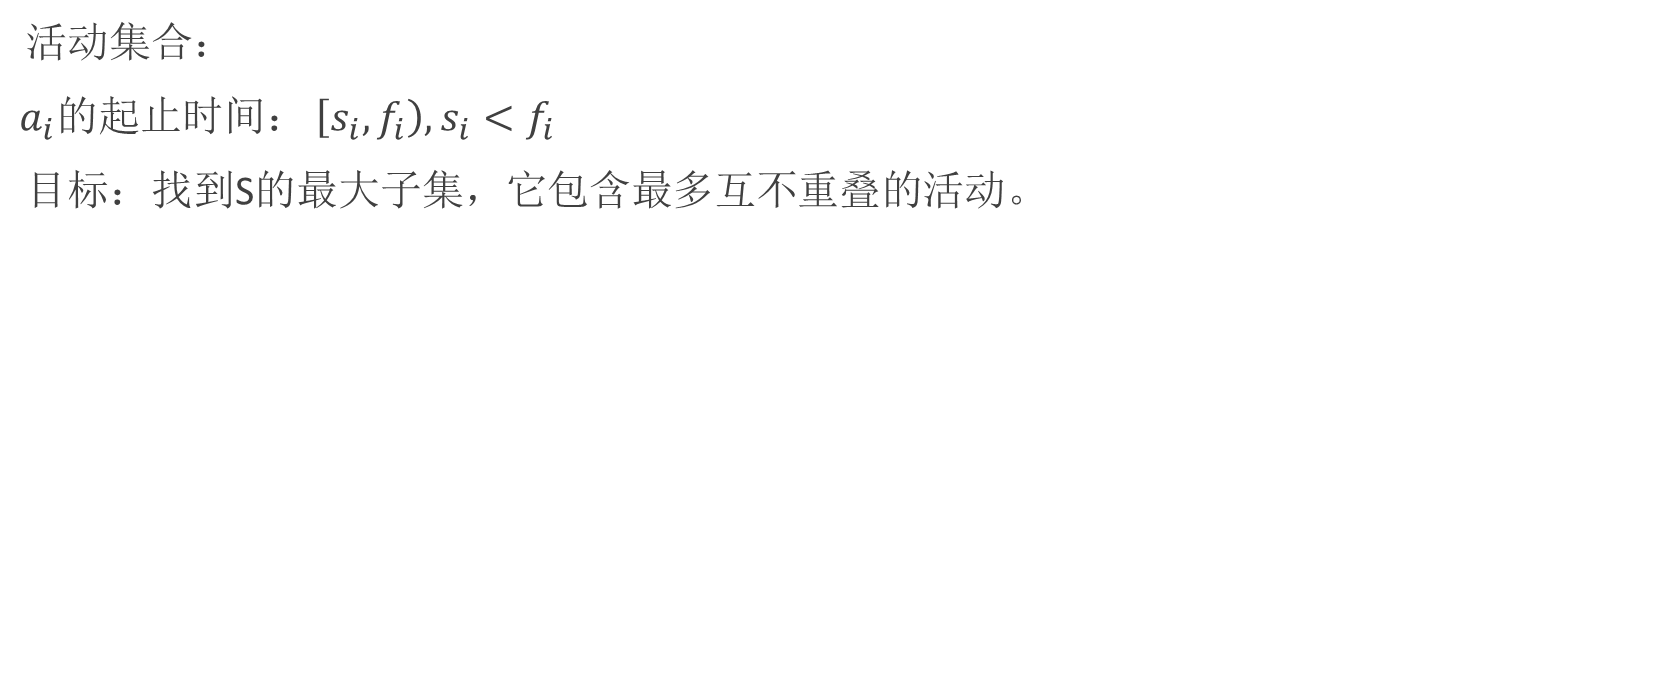 活动集合：
𝑎ᵢ的起止时间： [𝑠ᵢ, 𝑓ᵢ), 𝑠ᵢ < 𝑓ᵢ
目标：找到S的最大子集，它包含最多互不重叠的活动。